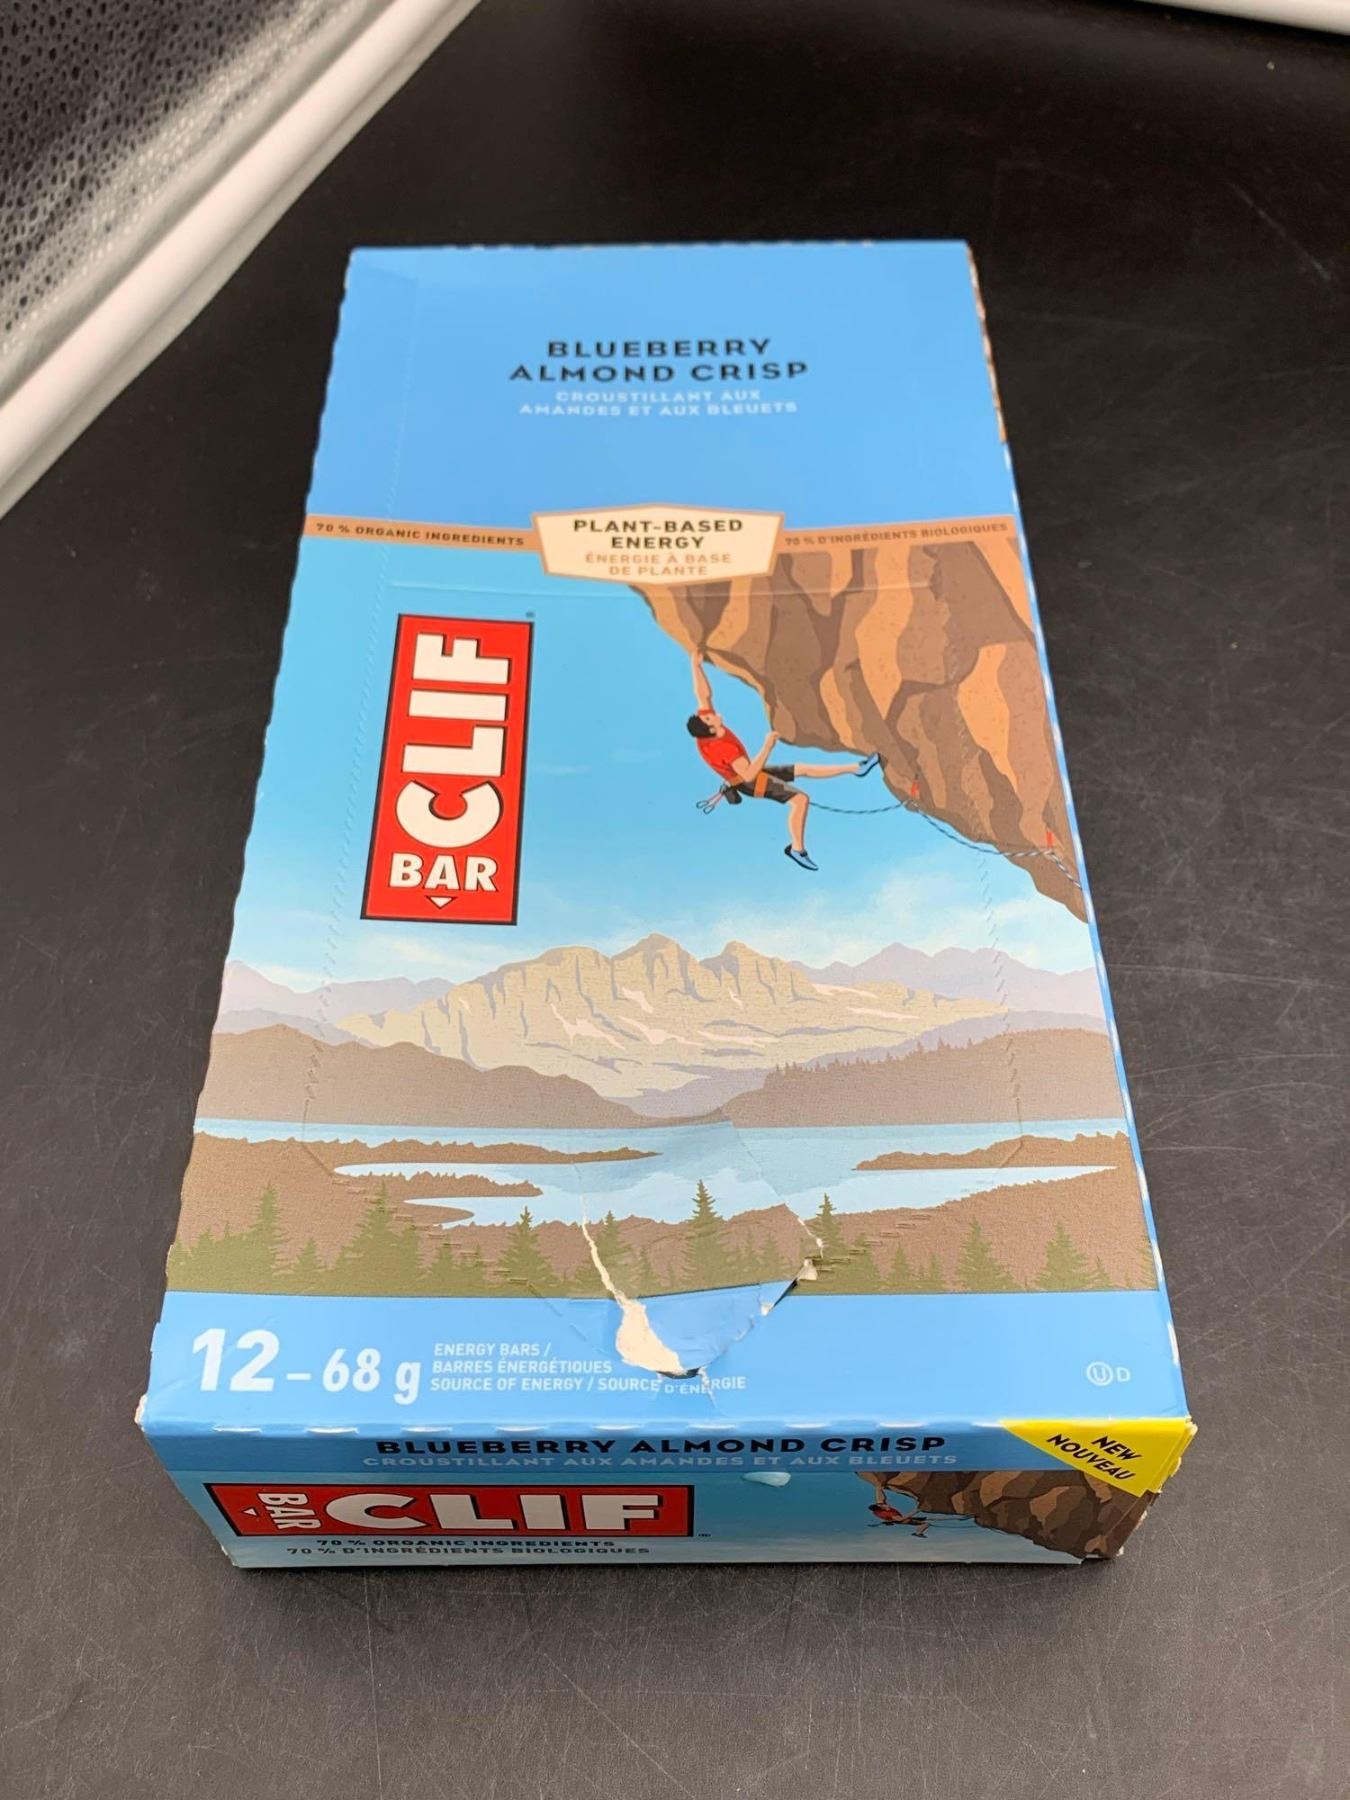 BLUEBERRY
ALMOND CRISP
CROUSTILLANT AUX
AMANDES ET AUX BLEUETS
70 % ORGANIC INGREDIENTS
PLANT-BASED
ENERGY
ÉNERGIE À BASE
DE PLANTE
70 % D'INGRÉDIENTS BIOLOGIQUES
CLIF
BAR
12-68 g
ENERGY BARS /
BARRES ÉNERGÉTIQUES
SOURCE OF ENERGY / SOURCE D'ÉNERGIE
U D
BLUEBERRY ALMOND CRISP
CROUSTILLANT AUX AMANDES ET AUX BLEUETS
NEW
NOUVEAU
BAR CLIF
70 % ORGANIC INGREDIENTS
70 % D'INGRÉDIENTS BIOLOGIQUES